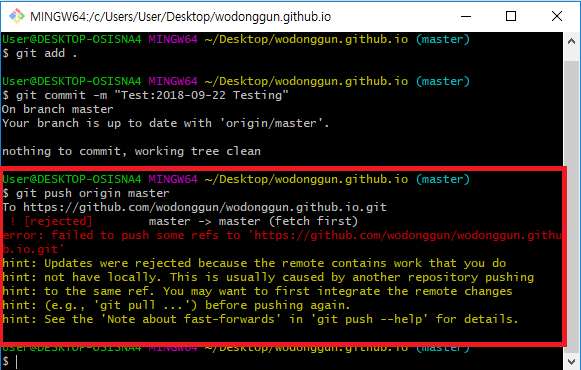 MINGW64:/c/Users/User/Desktop/wodonggun.github.io
User@DESKTOP-OSISNA4 MINGW64 ~/Desktop/wodonggun.github.io (master)
$ git add .
User@DESKTOP-OSISNA4 MINGW64 ~/Desktop/wodonggun.github.io (master)
$ git commit -m "Test:2018-09-22 Testing"
On branch master
Your branch is up to date with 'origin/master'.
nothing to commit, working tree clean
User@DESKTOP-OSISNA4 MINGW64 ~/Desktop/wodonggun.github.io (master)
$ git push origin master
To https://github.com/wodonggun/wodonggun.github.io.git
! [rejected] master -> master (fetch first)
error: failed to push some refs to 'https://github.com/wodonggun/wodonggun.githu
b.io.git'
hint: Updates were rejected because the remote contains work that you do
hint: not have locally. This is usually caused by another repository pushing
hint: to the same ref. You may want to first integrate the remote changes
hint: (e.g., 'git pull ...') before pushing again.
hint: See the 'Note about fast-forwards' in 'git push --help' for details.
User@DESKTOP-OSISNA4 MINGW64 ~/Desktop/wodonggun.github.io (master)
$